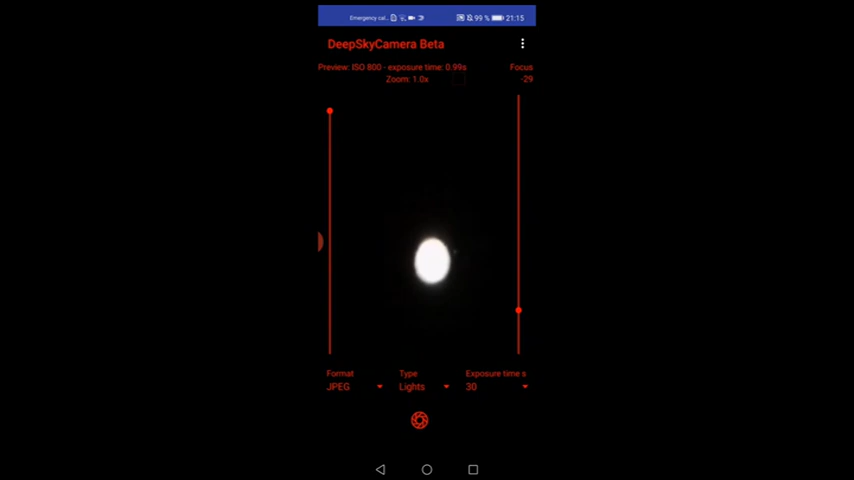 Emergency cal... 99 % 21:15
DeepSkyCamera Beta
Preview: ISO 800 - exposure time: 0.99s
Zoom: 1.0x
Focus
-29
Format
JPEG
Type
Lights
Exposure time s
30